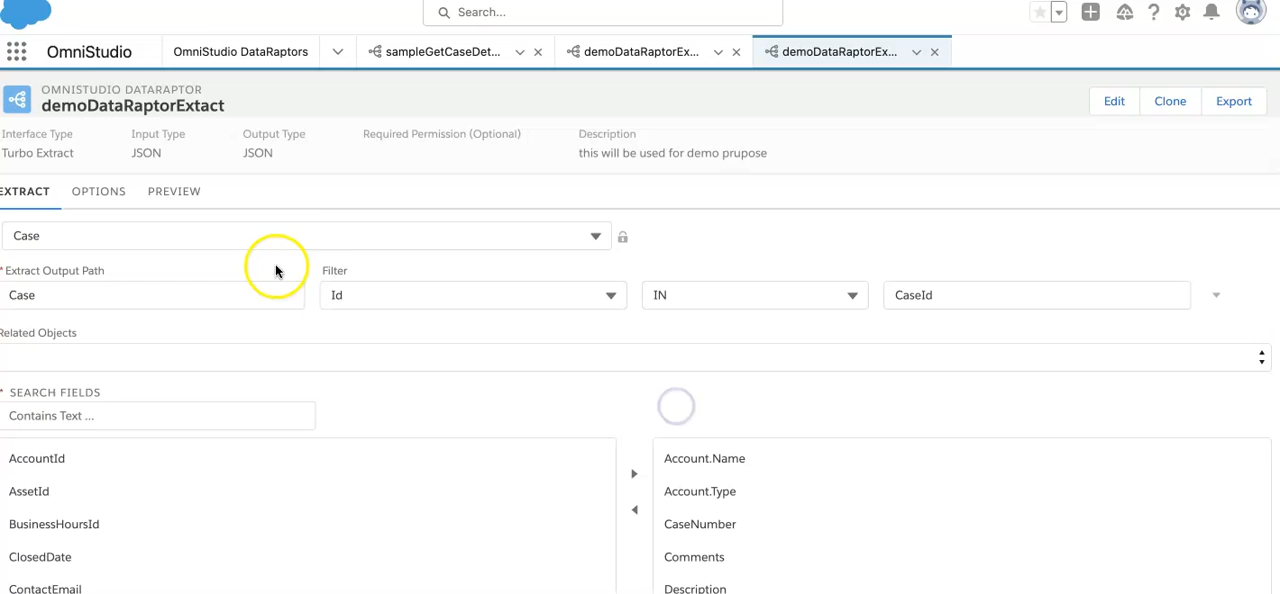 Search...
OmniStudio OmniStudio DataRaptors sampleGetCaseDet... demoDataRaptorEx... demoDataRaptorEx...
OMNISTUDIO DATARAPTOR
demoDataRaptorExtact
Edit Clone Export
Interface Type Input Type Output Type Required Permission (Optional) Description
Turbo Extract JSON JSON this will be used for demo prupose
EXTRACT OPTIONS PREVIEW
Case
*Extract Output Path Filter
Case Id IN CaseId
Related Objects
* SEARCH FIELDS
Contains Text ...
AccountId Account.Name
AssetId Account.Type
BusinessHoursId CaseNumber
ClosedDate Comments
ContactEmail Description